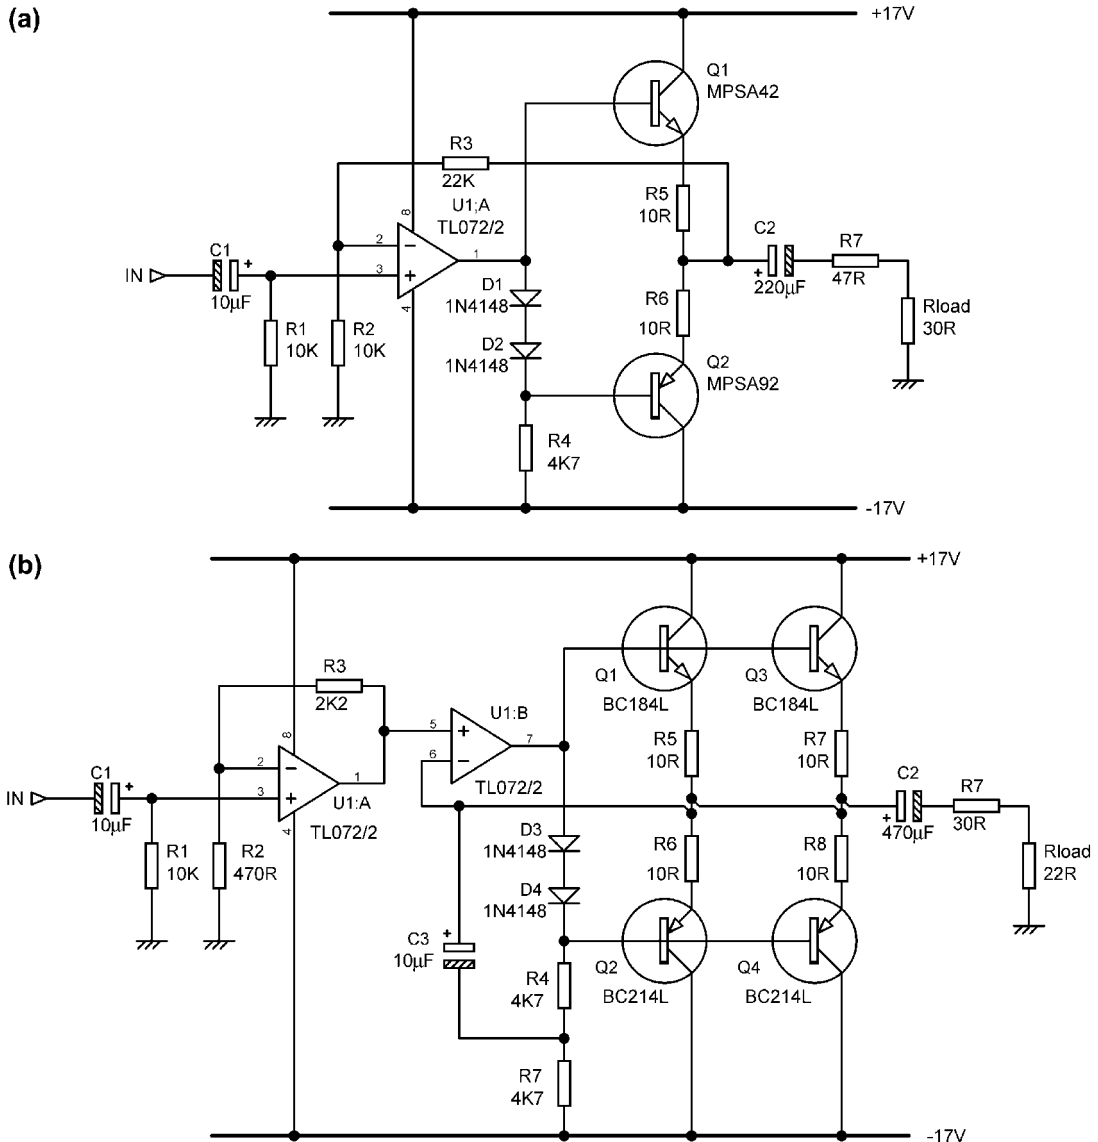 (a)
+17V
Q1
MPSA42
R3
22K
8
U1;A
TL072/2
R5
10R
C1
2
1
C2
R7
IN
3
10µF
+
4
+
220µF
47R
D1
1N4148
R6
10R
Rload
30R
R1
10K
R2
10K
D2
1N4148
Q2
MPSA92
R4
4K7
-17V
(b)
+17V
R3
2K2
Q1
BC184L
Q3
BC184L
U1:B
5
7
6
TL072/2
R5
10R
R7
10R
8
C1
2
1
C2
R7
IN
3
U1:A
10µF
+
4
TL072/2
+
470µF
30R
D3
1N4148
R6
10R
R8
10R
R1
10K
R2
470R
Rload
22R
D4
1N4148
C3
+
10µF
Q2
BC214L
Q4
BC214L
R4
4K7
R7
4K7
-17V